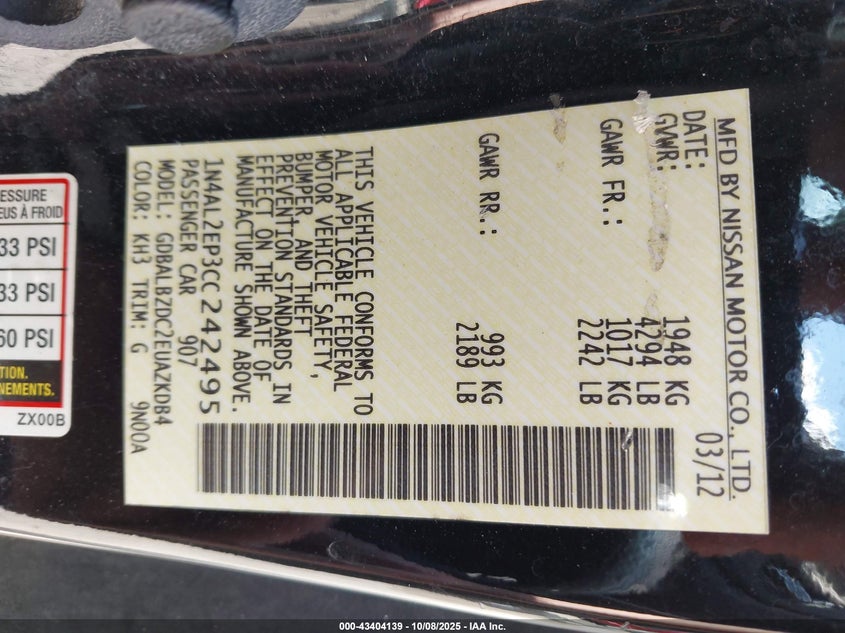 MFD BY NISSAN MOTOR CO., LTD.
DATE: 03/12
GVWR: 1948 KG
4294 LB
GAWR FR.: 1017 KG
2242 LB
GAWR RR.: 993 KG
2189 LB
THIS VEHICLE CONFORMS TO
ALL APPLICABLE FEDERAL
MOTOR VEHICLE SAFETY,
BUMPER, AND THEFT
PREVENTION STANDARDS IN
EFFECT ON THE DATE OF
MANUFACTURE SHOWN ABOVE.
1N4AL2EP3CC242495
PASSENGER CAR 907
MODEL: GDBALBZDC2EUAZKDB4
COLOR: KH3 TRIM: G 9N00A
PRESSURE
EUS À FROID
33 PSI
33 PSI
60 PSI
TION.
NEMENTS.
ZX00B
000-43404139 - 10/08/2025 - IAA Inc.